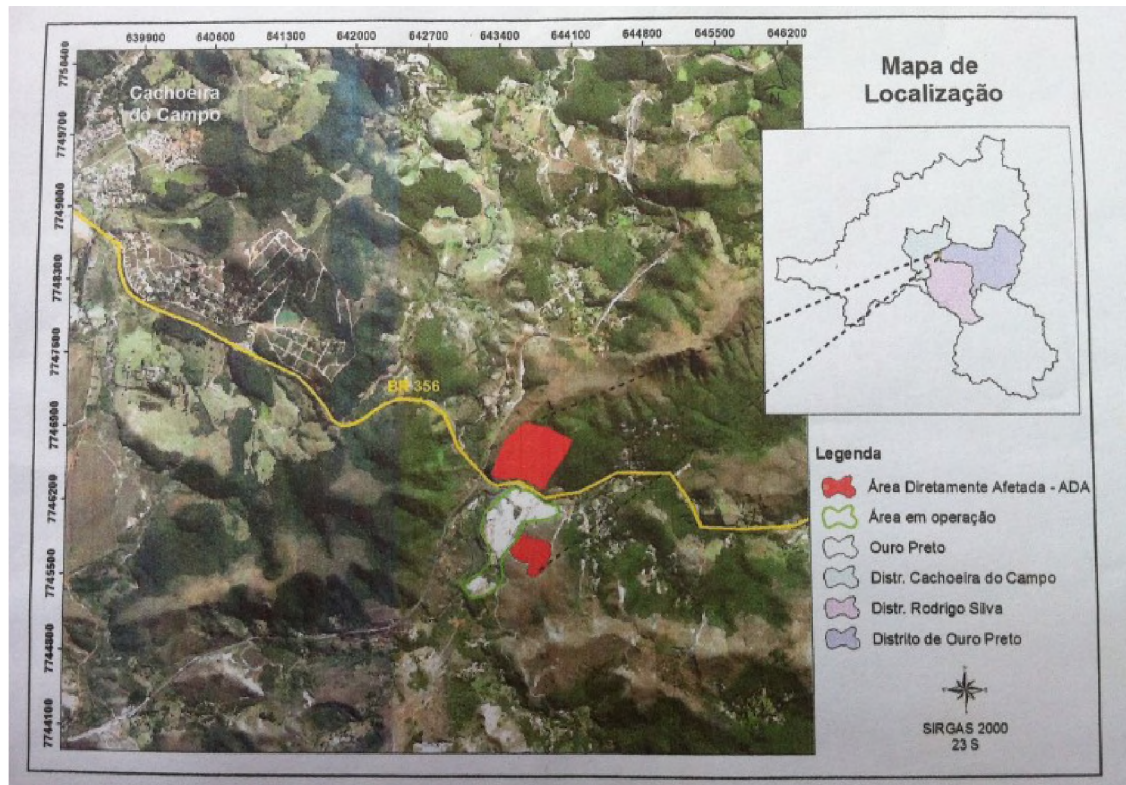 639900 640600 641300 642000 642700 643400 644100 644800 645500 646200
7750400
7749700
7749000
7748300
7747600
7746900
7746200
7745500
7744800
7744100
Cachoeira
do Campo
BR 356
Mapa de
Localização
Legenda
Área Diretamente Afetada - ADA
Área em operação
Ouro Preto
Distr. Cachoeira do Campo
Distr. Rodrigo Silva
Distrito de Ouro Preto
SIRGAS 2000
23 S